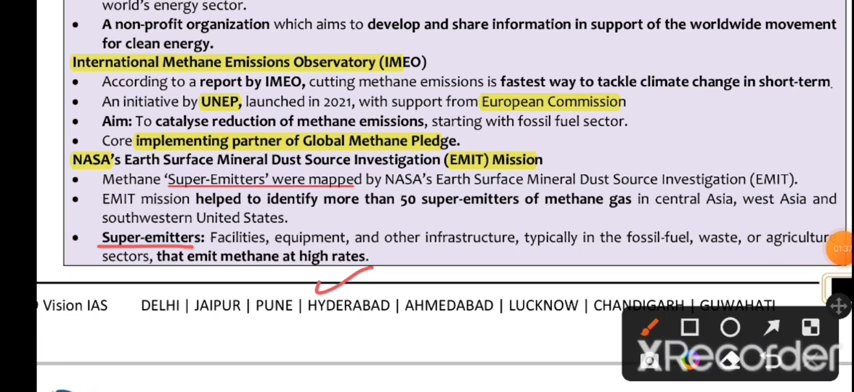 world's energy sector.
• A non-profit organization which aims to develop and share information in support of the worldwide movement
for clean energy.
International Methane Emissions Observatory (IMEO)
• According to a report by IMEO, cutting methane emissions is fastest way to tackle climate change in short-term.
• An initiative by UNEP, launched in 2021, with support from European Commission
• Aim: To catalyse reduction of methane emissions, starting with fossil fuel sector.
• Core implementing partner of Global Methane Pledge.
NASA's Earth Surface Mineral Dust Source Investigation (EMIT) Mission
• Methane 'Super-Emitters' were mapped by NASA's Earth Surface Mineral Dust Source Investigation (EMIT).
• EMIT mission helped to identify more than 50 super-emitters of methane gas in central Asia, west Asia and
southwestern United States.
• Super-emitters: Facilities, equipment, and other infrastructure, typically in the fossil-fuel, waste, or agriculture
sectors, that emit methane at high rates.
01:37
Vision IAS DELHI | JAIPUR | PUNE | HYDERABAD | AHMEDABAD | LUCKNOW | CHANDIGARH | GUWAHATI
XRecorder